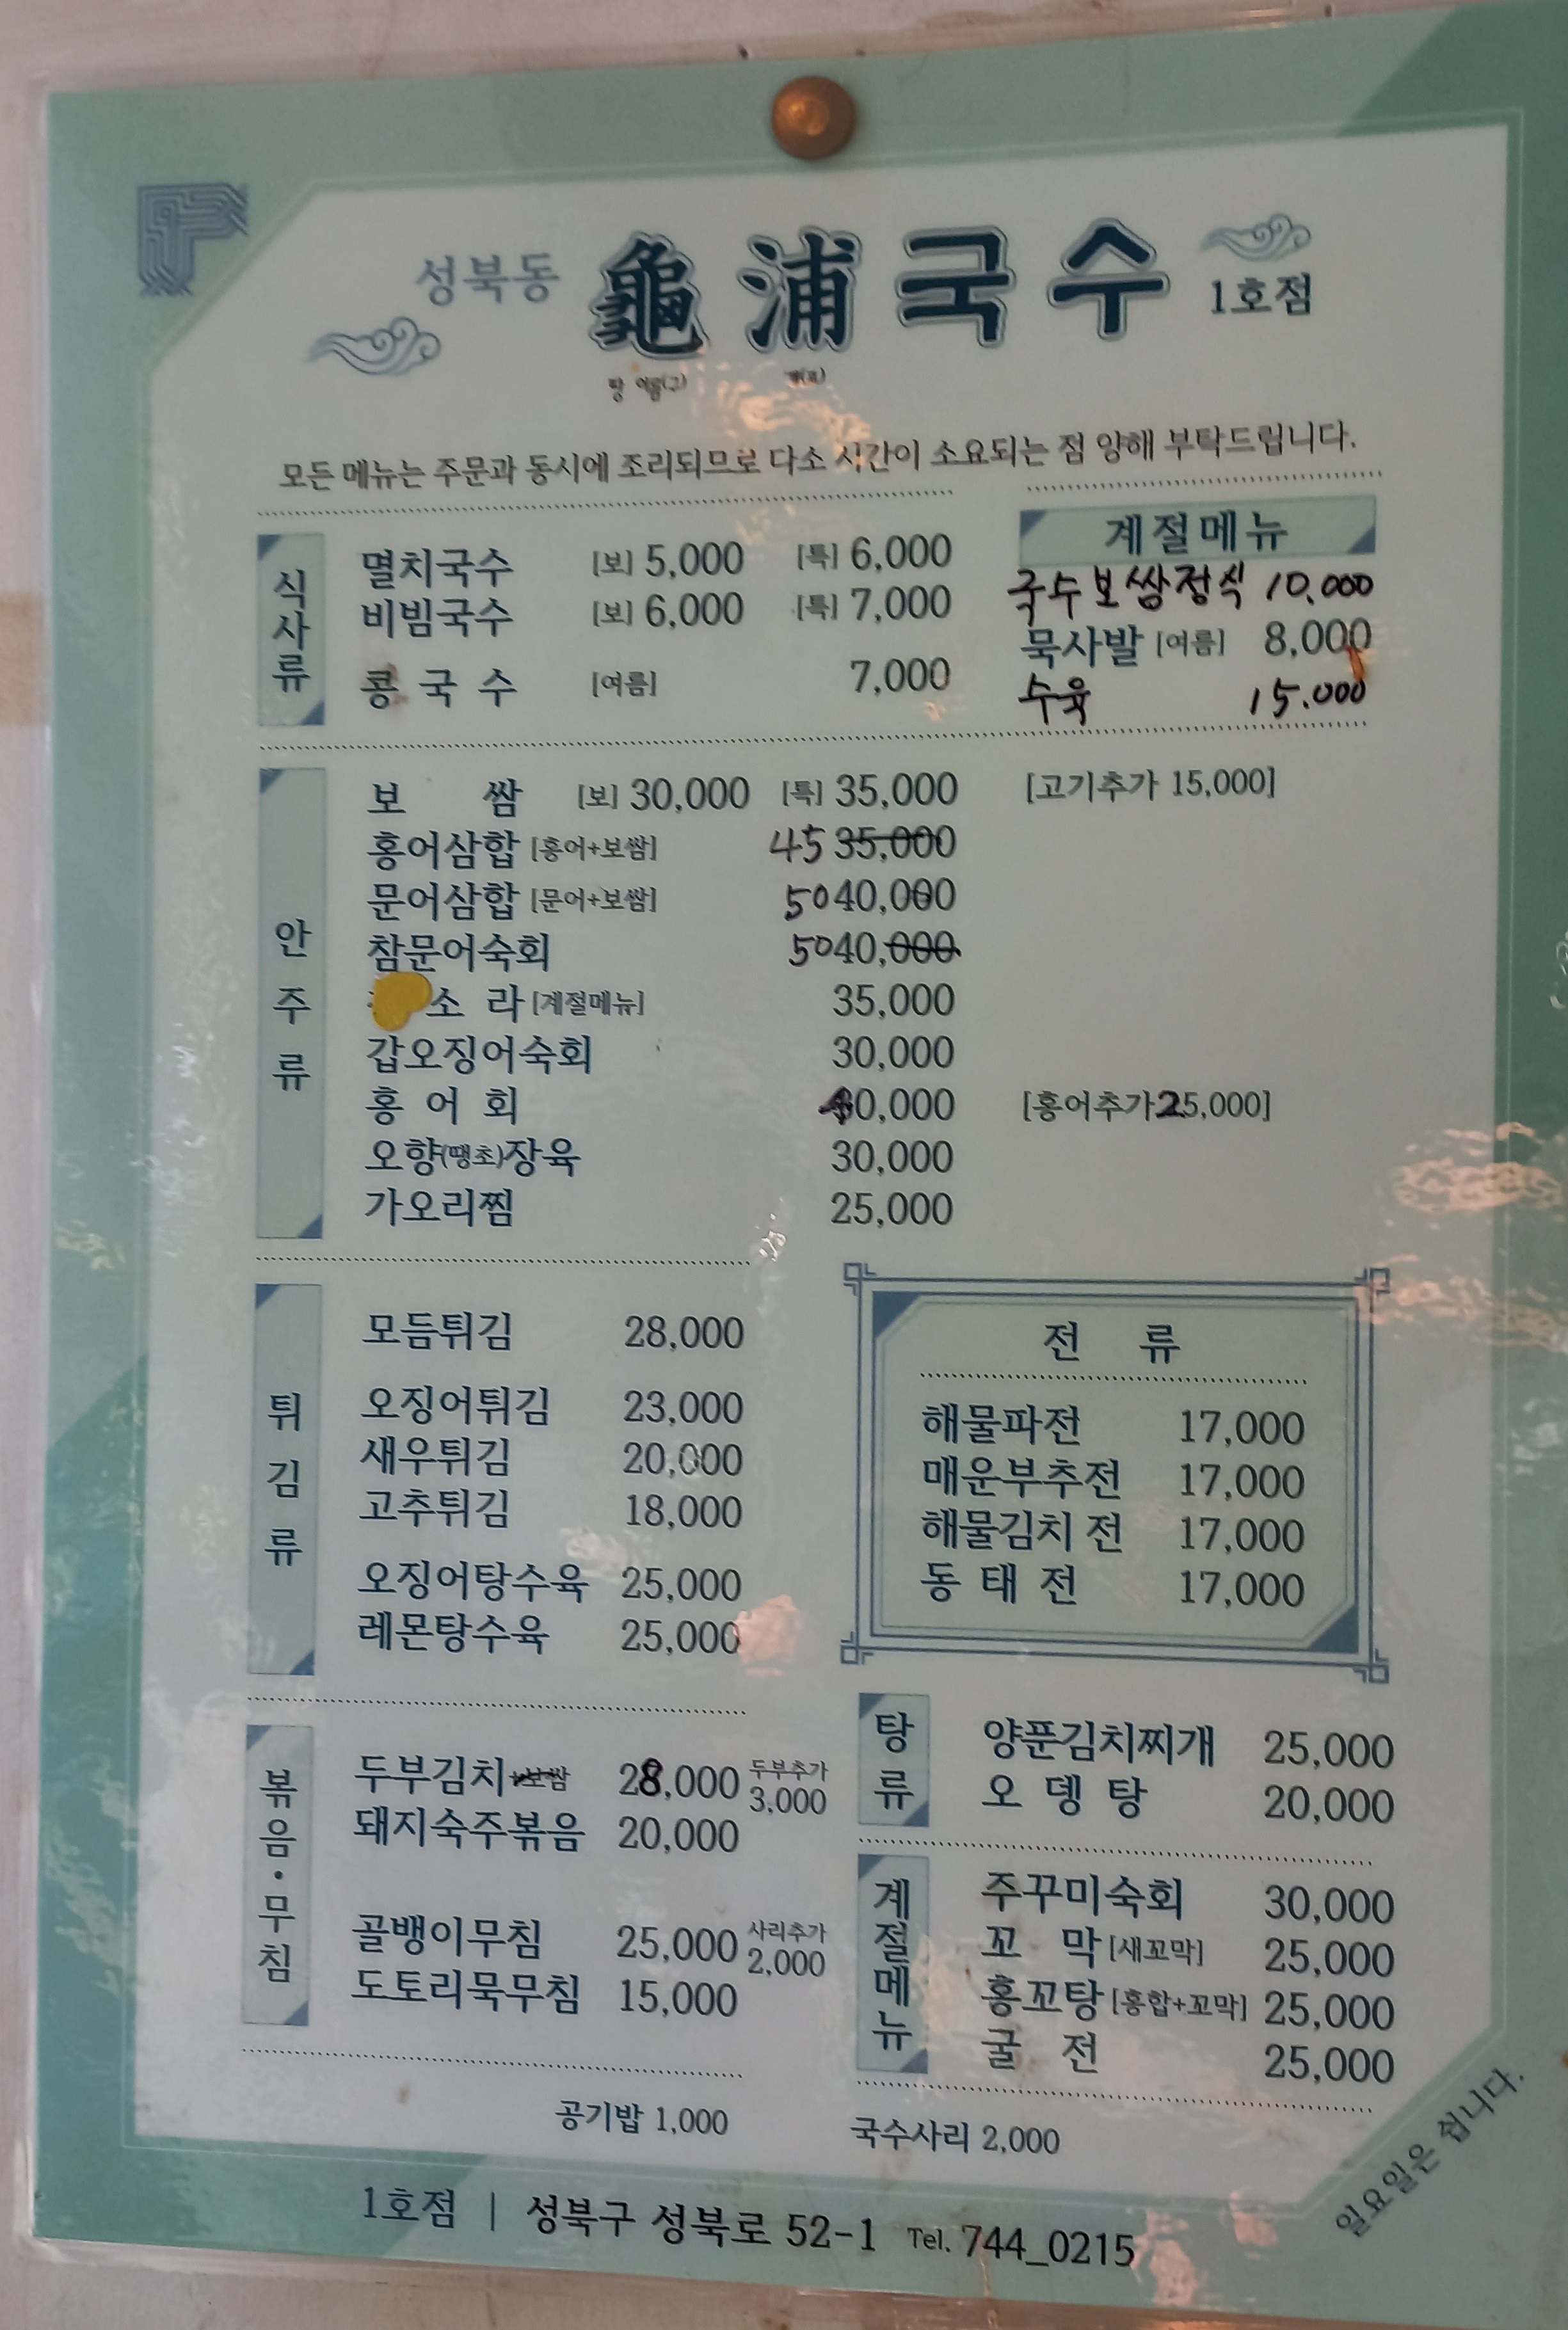 성북동 龜浦국수 1호점
땅 이름(구) 개(포)
모든 메뉴는 주문과 동시에 조리되므로 다소 시간이 소요되는 점 양해 부탁드립니다.
식사류
멸치국수 [보] 5,000 [특] 6,000
비빔국수 [보] 6,000 [특] 7,000
콩 국 수 [여름] 7,000
계절메뉴
국수보쌈정식 10.000
묵사발 [여름] 8,000
수육 15.000
안주류
보 쌈 [보] 30,000 [특] 35,000 [고기추가 15,000]
홍어삼합 [홍어+보쌈] 45 35,000
문어삼합 [문어+보쌈] 50 40,000
참문어숙회 50 40,000
소 라 [계절메뉴] 35,000
갑오징어숙회 30,000
홍 어 회 40,000 [홍어추가 25,000]
오향(땡초)장육 30,000
가오리찜 25,000
튀김류
모듬튀김 28,000
오징어튀김 23,000
새우튀김 20,000
고추튀김 18,000
오징어탕수육 25,000
레몬탕수육 25,000
전 류
해물파전 17,000
매운부추전 17,000
해물김치 전 17,000
동 태 전 17,000
볶음·무침
두부김치+보쌈 28,000 두부추가 3,000
돼지숙주볶음 20,000
골뱅이무침 25,000 사리추가 2,000
도토리묵무침 15,000
탕류
양푼김치찌개 25,000
오 뎅 탕 20,000
계절메뉴
주꾸미숙회 30,000
꼬 막 [새꼬막] 25,000
홍꼬탕 [홍합+꼬막] 25,000
굴 전 25,000
공기밥 1,000 국수사리 2,000
일요일은 쉽니다.
1호점 | 성북구 성북로 52-1 Tel. 744_0215